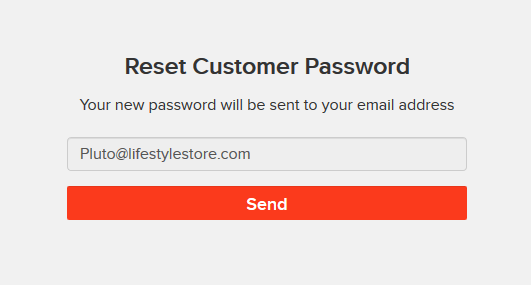 Reset Customer Password
Your new password will be sent to your email address
Pluto@lifestylestore.com
Send